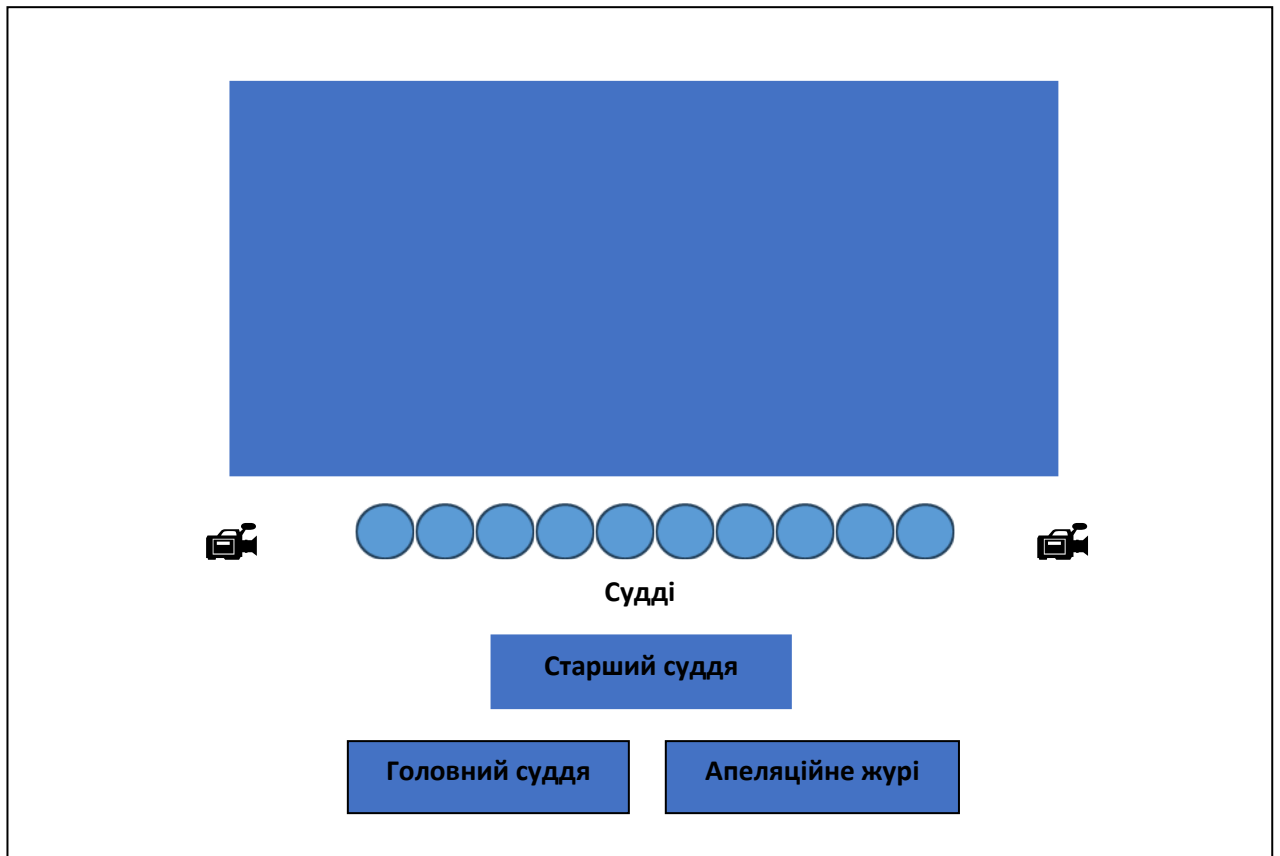 Судді
Старший суддя
Головний суддя
Апеляційне журі